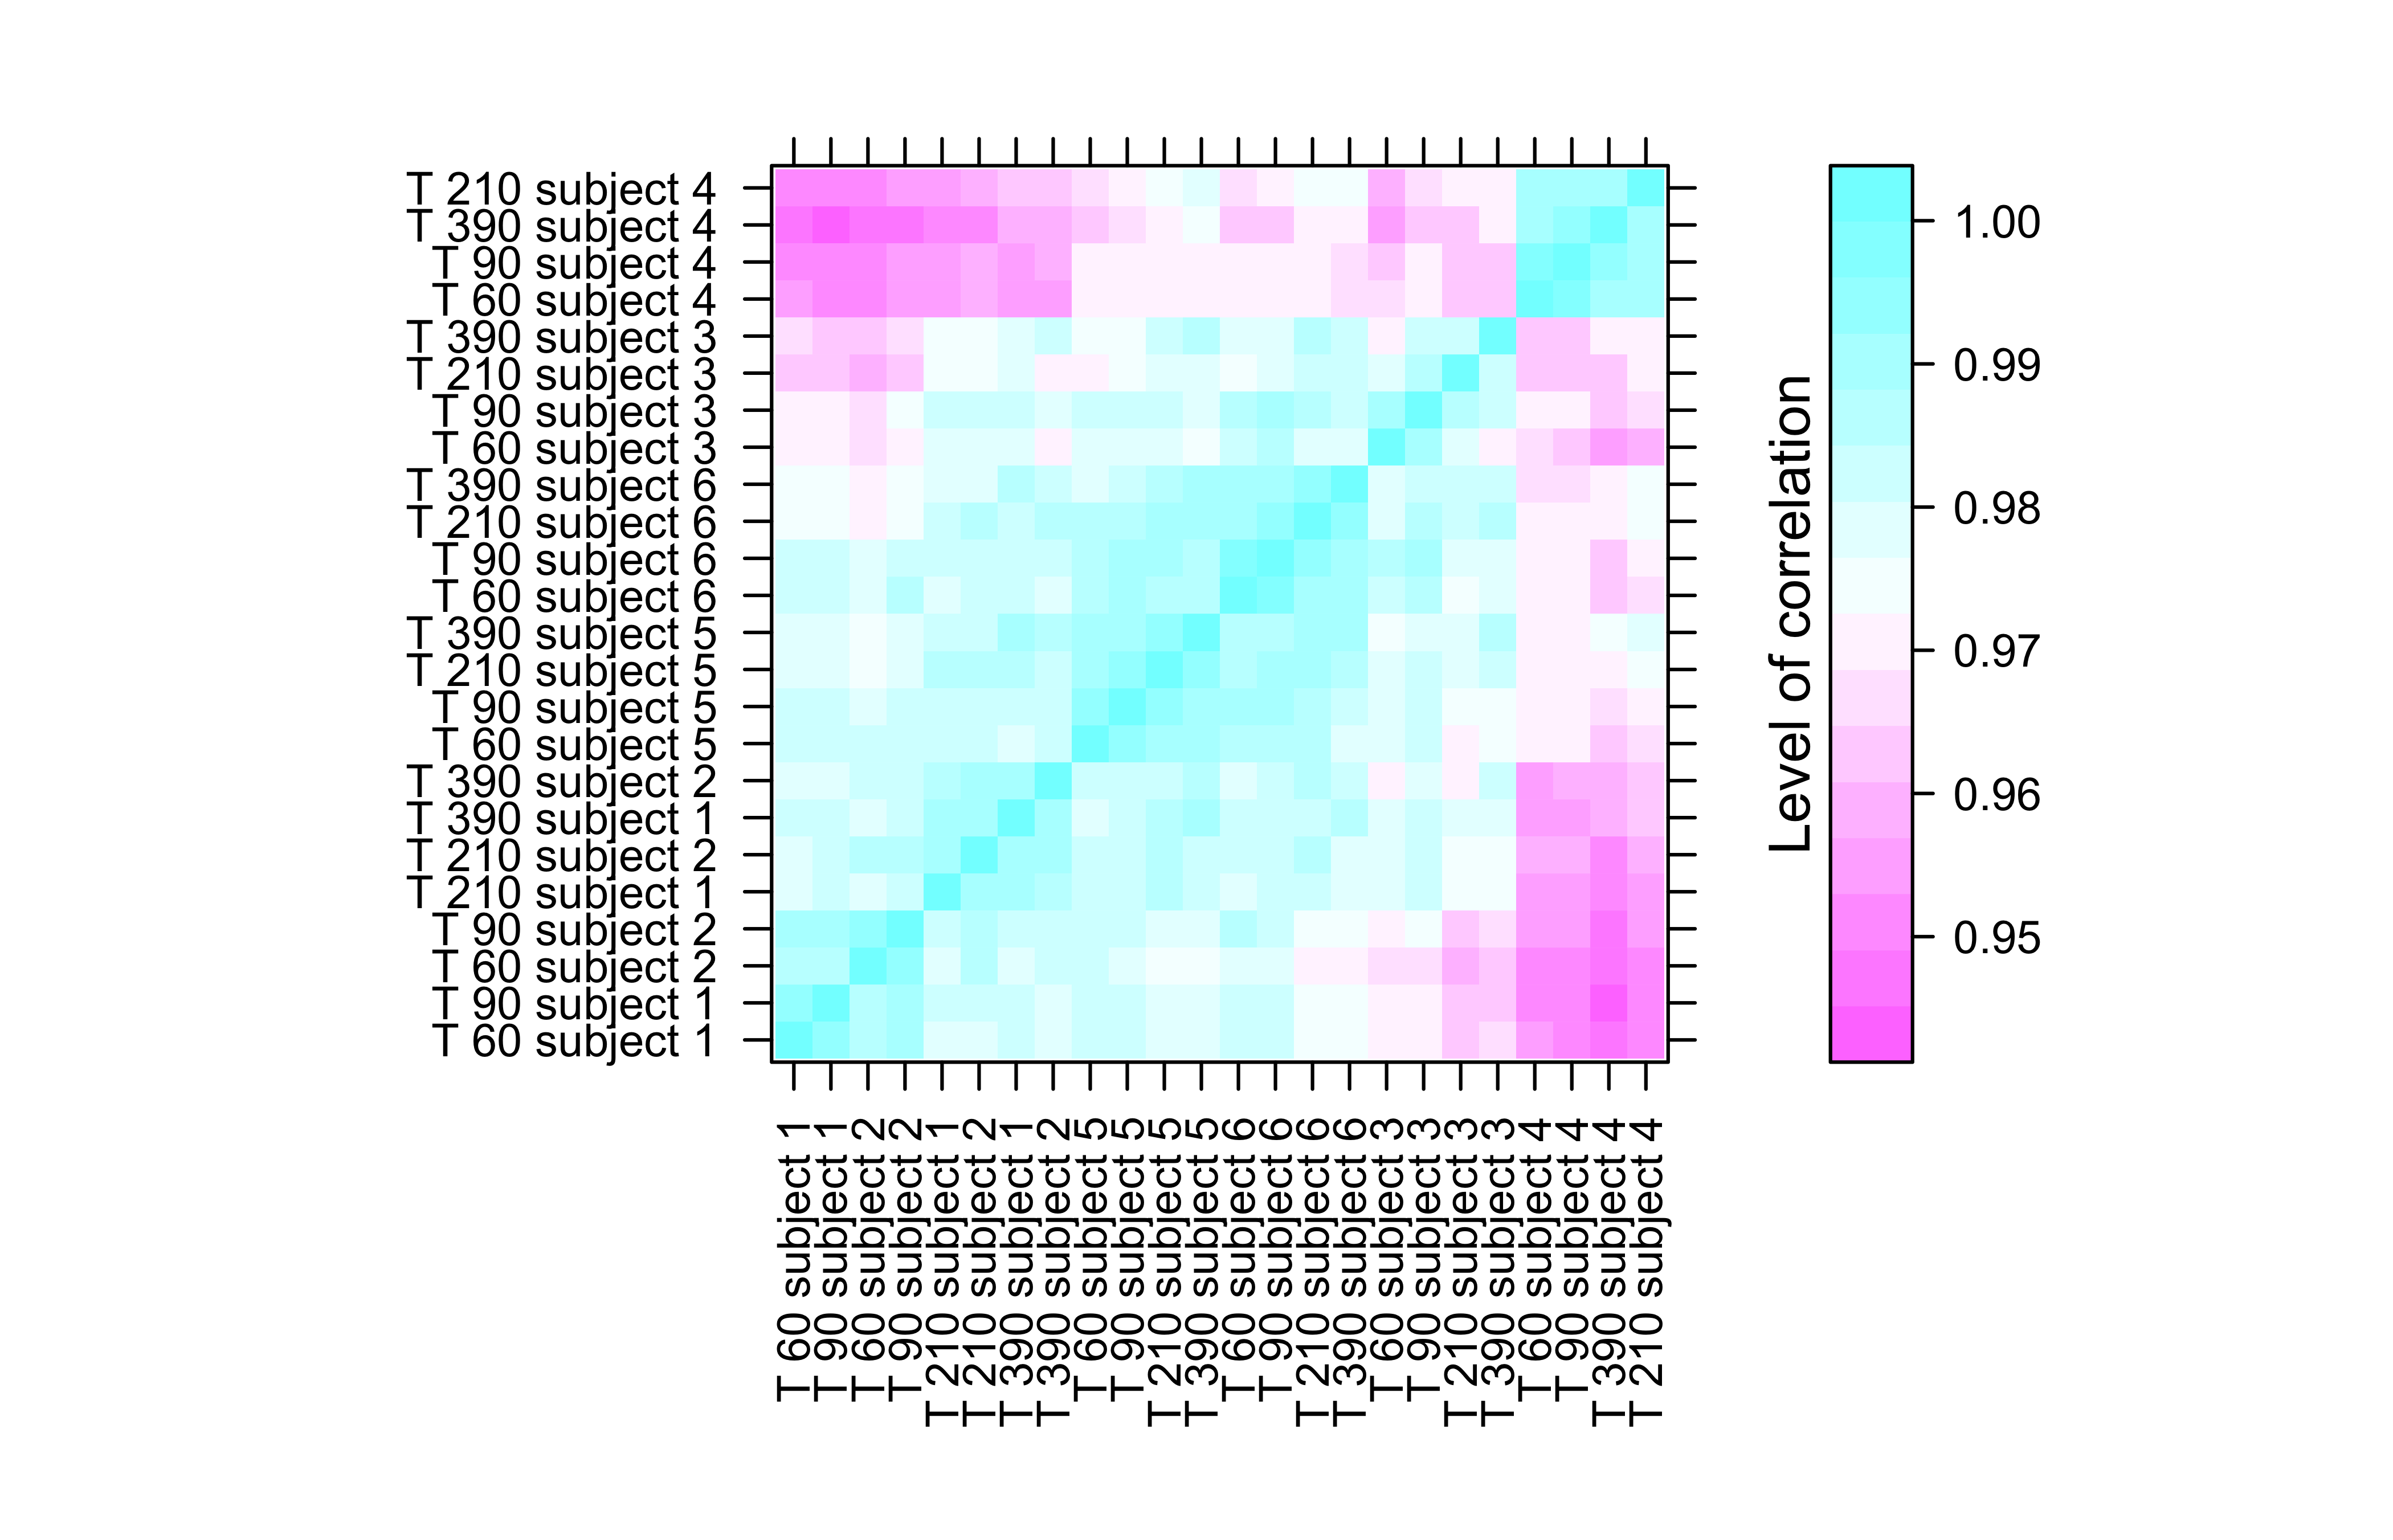 T 210 subject 4
T 390 subject 4
T 90 subject 4
T 60 subject 4
T 390 subject 3
T 210 subject 3
T 90 subject 3
T 60 subject 3
T 390 subject 6
T 210 subject 6
T 90 subject 6
T 60 subject 6
T 390 subject 5
T 210 subject 5
T 90 subject 5
T 60 subject 5
T 390 subject 2
T 390 subject 1
T 210 subject 2
T 210 subject 1
T 90 subject 2
T 60 subject 2
T 90 subject 1
T 60 subject 1
T 60 subject 1
T 90 subject 1
T 60 subject 2
T 90 subject 2
T 210 subject 1
T 210 subject 2
T 390 subject 1
T 390 subject 2
T 60 subject 5
T 90 subject 5
T 210 subject 5
T 390 subject 5
T 60 subject 6
T 90 subject 6
T 210 subject 6
T 390 subject 6
T 60 subject 3
T 90 subject 3
T 210 subject 3
T 390 subject 3
T 60 subject 4
T 90 subject 4
T 390 subject 4
T 210 subject 4
Level of correlation
1.00
0.99
0.98
0.97
0.96
0.95